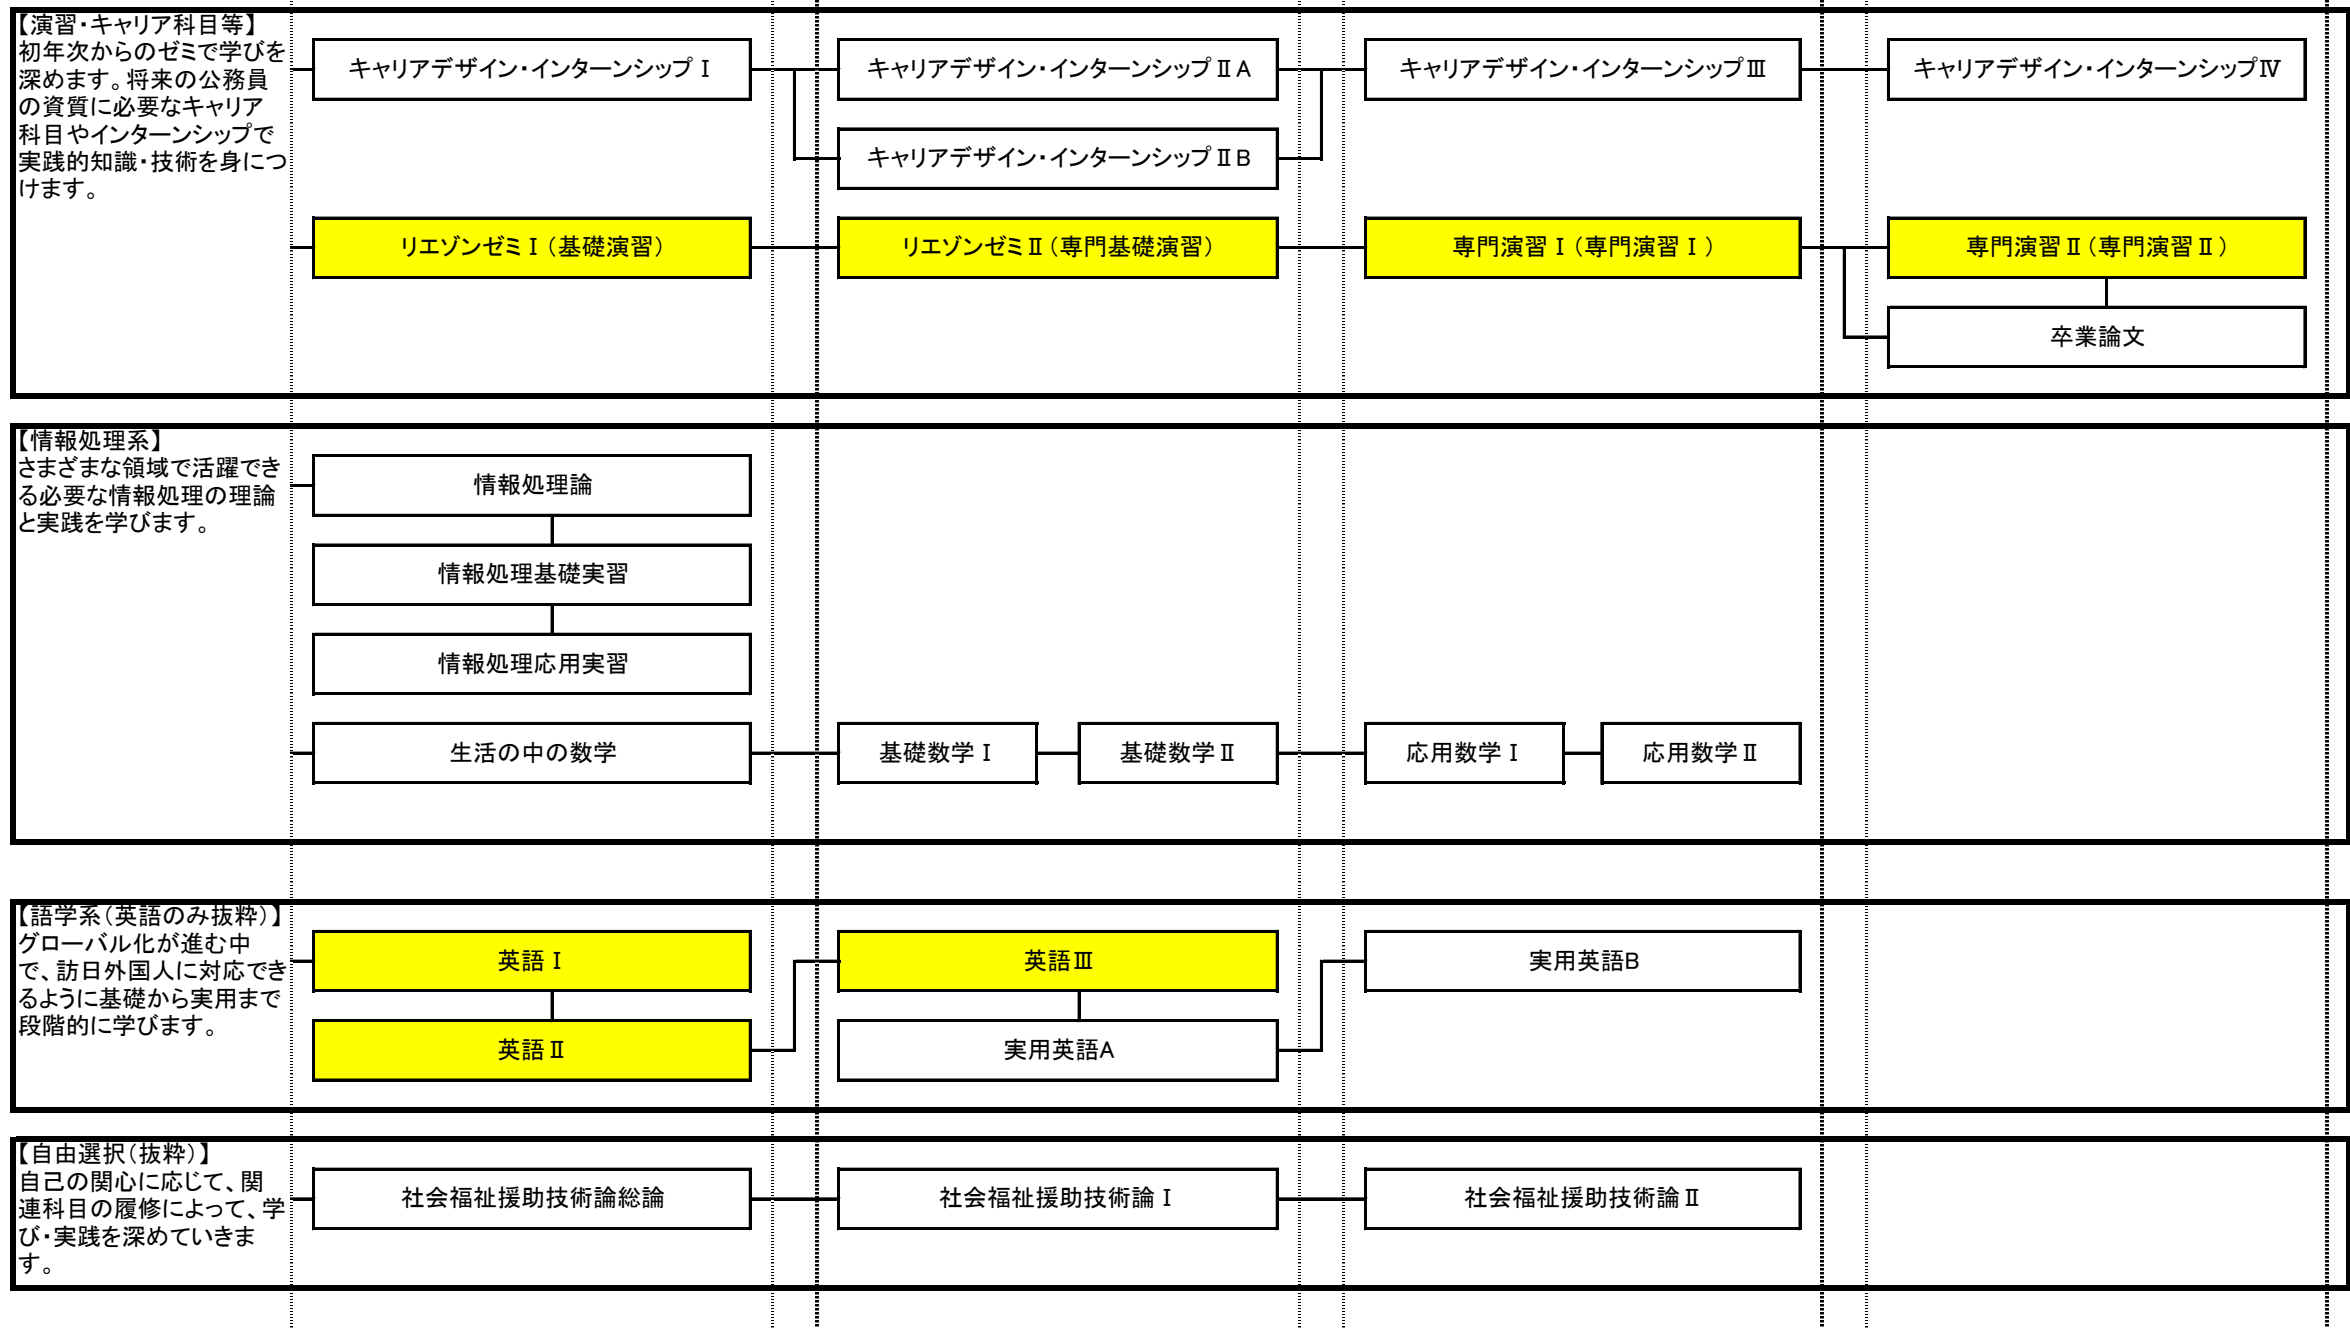 【演習・キャリア科目等】
初年次からのゼミで学びを
深めます。将来の公務員
の資質に必要なキャリア
科目やインターンシップで
実践的知識・技術を身につ
けます。
キャリアデザイン・インターンシップⅠ
キャリアデザイン・インターンシップⅡA
キャリアデザイン・インターンシップⅢ
キャリアデザイン・インターンシップⅣ
キャリアデザイン・インターンシップⅡB
リエゾンゼミⅠ（基礎演習）
リエゾンゼミⅡ（専門基礎演習）
専門演習Ⅰ（専門演習Ⅰ）
専門演習Ⅱ（専門演習Ⅱ）
卒業論文
【情報処理系】
さまざまな領域で活躍でき
る必要な情報処理の理論
と実践を学びます。
情報処理論
情報処理基礎実習
情報処理応用実習
生活の中の数学
基礎数学Ⅰ
基礎数学Ⅱ
応用数学Ⅰ
応用数学Ⅱ
【語学系（英語のみ抜粋）】
グローバル化が進む中
で、訪日外国人に対応でき
るように基礎から実用まで
段階的に学びます。
英語Ⅰ
英語Ⅲ
実用英語B
英語Ⅱ
実用英語A
【自由選択（抜粋）】
自己の関心に応じて、関
連科目の履修によって、学
び・実践を深めていきま
す。
社会福祉援助技術論総論
社会福祉援助技術論Ⅰ
社会福祉援助技術論Ⅱ